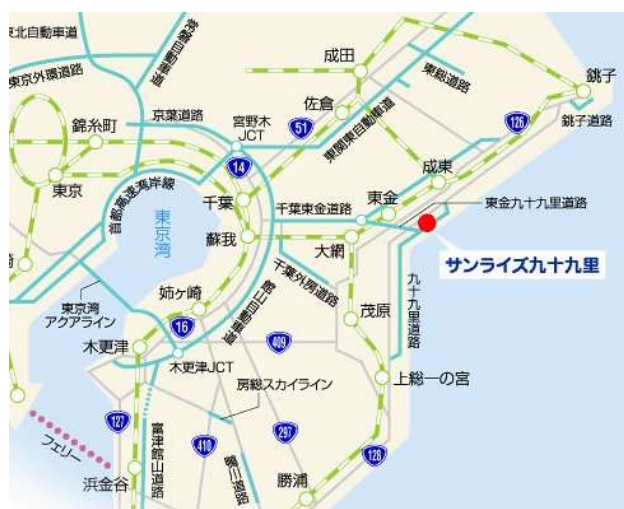 東北自動車道
常磐自動車道
東京外環道路
京葉道路
宮野木
JCT
51
成田
佐倉
東総道路
東関東自動車道
銚子
銚子道路
126
錦糸町
14
東京
首都高速湾岸線
千葉
成東
東金
千葉東金道路
東金九十九里道路
東京湾
蘇我
大網
サンライズ九十九里
千葉外房道路
九十九里道路
姉ヶ崎
館山自動車道
茂原
東京湾
アクアライン
16
木更津
木更津JCT
409
房総スカイライン
上総一の宮
127
フェリー
富津館山道路
410
297
鴨川道路
128
浜金谷
勝浦